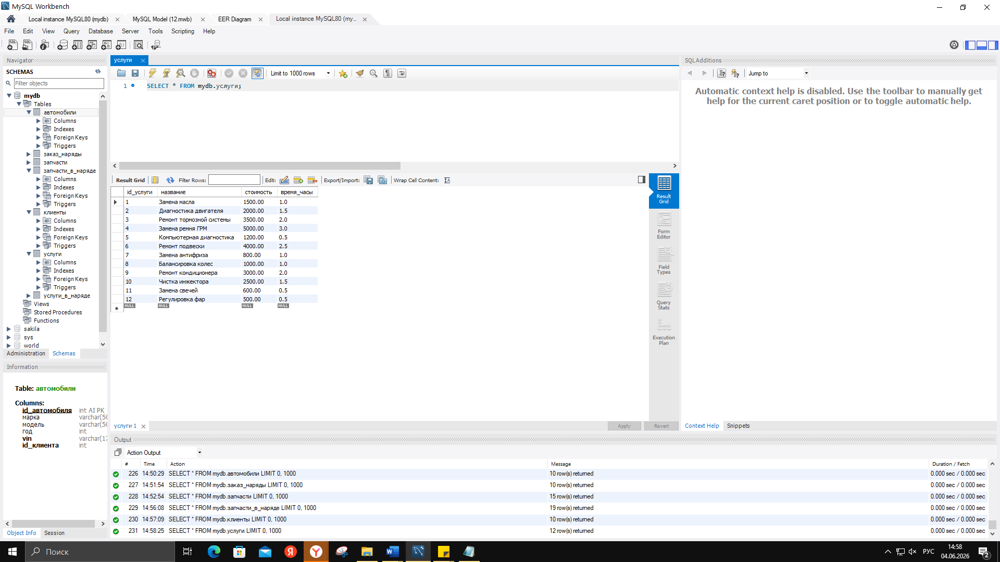 MySQL Workbench
Local instance MySQL80 (mydb)
MySQL Model (12.mwb)
EER Diagram
Local instance MySQL80 (my...
File Edit View Query Database Server Tools Scripting Help
Navigator
SCHEMAS
Filter objects
mydb
Tables
автомобили
Columns
Indexes
Foreign Keys
Triggers
заказ_наряды
запчасти
запчасти_в_наряде
Columns
Indexes
Foreign Keys
Triggers
клиенты
Columns
Indexes
Foreign Keys
Triggers
услуги
Columns
Indexes
Foreign Keys
Triggers
услуги_в_наряде
Views
Stored Procedures
Functions
sakila
sys
world
Administration Schemas
Information
Table: автомобили
Columns:
id_автомобиля int AI PK
марка varchar(50
модель varchar(50
год int
vin varchar(17
id_клиента int
Object Info Session
услуги
Limit to 1000 rows
1 SELECT * FROM mydb.услуги;
Result Grid Filter Rows: Edit: Export/Import: Wrap Cell Content:
id_услуги название стоимость время_часы
1 Замена масла 1500.00 1.0
2 Диагностика двигателя 2000.00 1.5
3 Ремонт тормозной системы 3500.00 2.0
4 Замена ремня ГРМ 5000.00 3.0
5 Компьютерная диагностика 1200.00 0.5
6 Ремонт подвески 4000.00 2.5
7 Замена антифриза 800.00 1.0
8 Балансировка колес 1000.00 1.0
9 Ремонт кондиционера 3000.00 2.0
10 Чистка инжектора 2500.00 1.5
11 Замена свечей 600.00 0.5
12 Регулировка фар 500.00 0.5
NULL NULL NULL NULL
Result Grid
Form Editor
Field Types
Query Stats
Execution Plan
услуги 1
Apply Revert
SQLAdditions
Jump to
Automatic context help is disabled. Use the toolbar to manually get
help for the current caret position or to toggle automatic help.
Context Help Snippets
Output
Action Output
# Time Action Message Duration / Fetch
226 14:50:29 SELECT * FROM mydb.автомобили LIMIT 0, 1000 10 row(s) returned 0.000 sec / 0.000 sec
227 14:51:54 SELECT * FROM mydb.заказ_наряды LIMIT 0, 1000 10 row(s) returned 0.000 sec / 0.000 sec
228 14:52:54 SELECT * FROM mydb.запчасти LIMIT 0, 1000 15 row(s) returned 0.000 sec / 0.000 sec
229 14:56:08 SELECT * FROM mydb.запчасти_в_наряде LIMIT 0, 1000 19 row(s) returned 0.000 sec / 0.000 sec
230 14:57:09 SELECT * FROM mydb.клиенты LIMIT 0, 1000 10 row(s) returned 0.000 sec / 0.000 sec
231 14:58:25 SELECT * FROM mydb.услуги LIMIT 0, 1000 12 row(s) returned 0.000 sec / 0.000 sec
Поиск
РУС
14:58
04.06.2026
2